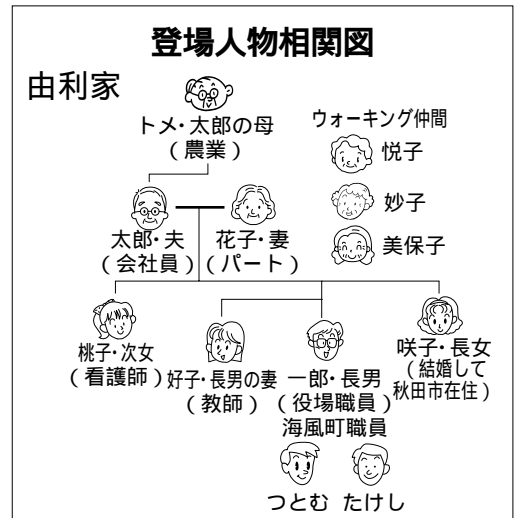 登場人物相関図
由利家
トメ・太郎の母
（農業）
ウォーキング仲間
悦子
妙子
美保子
太郎・夫
（会社員）
花子・妻
（パート）
桃子・次女
（看護師）
好子・長男の妻
（教師）
一郎・長男
（役場職員）
咲子・長女
（結婚して
秋田市在住）
海風町職員
つとむ たけし